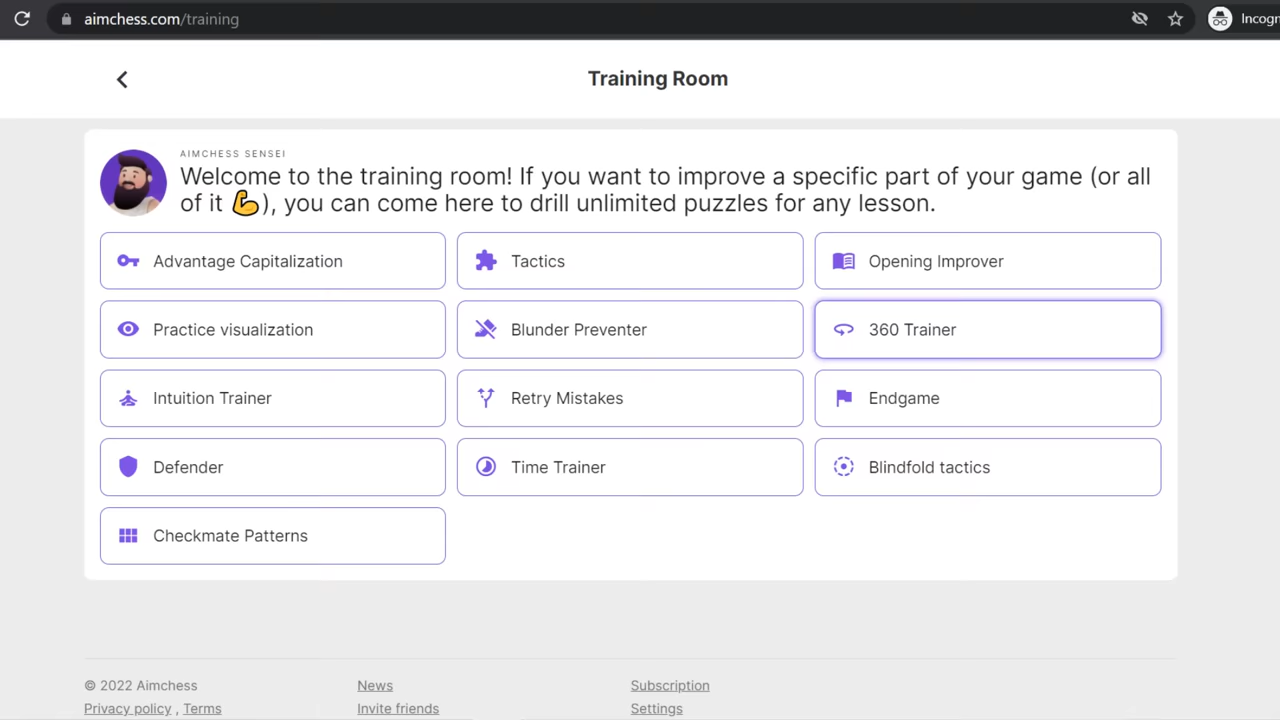 aimchess.com/training
Incogn
Training Room
AIMCHESS SENSEI
Welcome to the training room! If you want to improve a specific part of your game (or all
of it 💪), you can come here to drill unlimited puzzles for any lesson.
Advantage Capitalization
Tactics
Opening Improver
Practice visualization
Blunder Preventer
360 Trainer
Intuition Trainer
Retry Mistakes
Endgame
Defender
Time Trainer
Blindfold tactics
Checkmate Patterns
© 2022 Aimchess
News
Subscription
Privacy policy , Terms
Invite friends
Settings